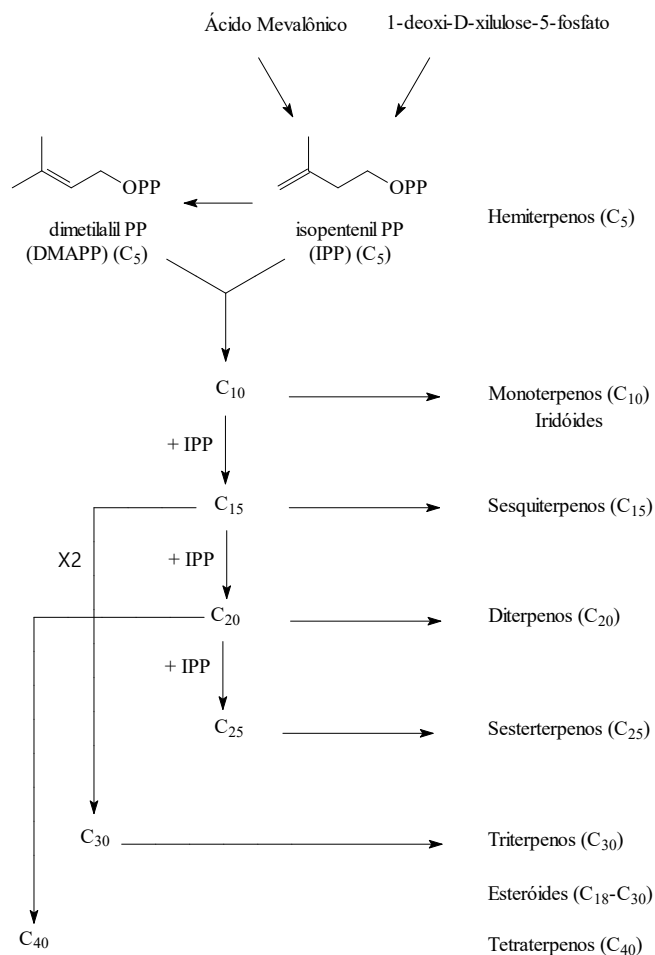 Ácido Mevalônico 1-deoxi-D-xilulose-5-fosfato
OPP OPP
dimetilalil PP isopentenil PP
(DMAPP) (C5) (IPP) (C5)
Hemiterpenos (C5)
C10 Monoterpenos (C10)
Iridóides
+ IPP
C15 Sesquiterpenos (C15)
X2 + IPP
C20 Diterpenos (C20)
+ IPP
C25 Sesterterpenos (C25)
C30 Triterpenos (C30)
Esteróides (C18-C30)
C40 Tetraterpenos (C40)